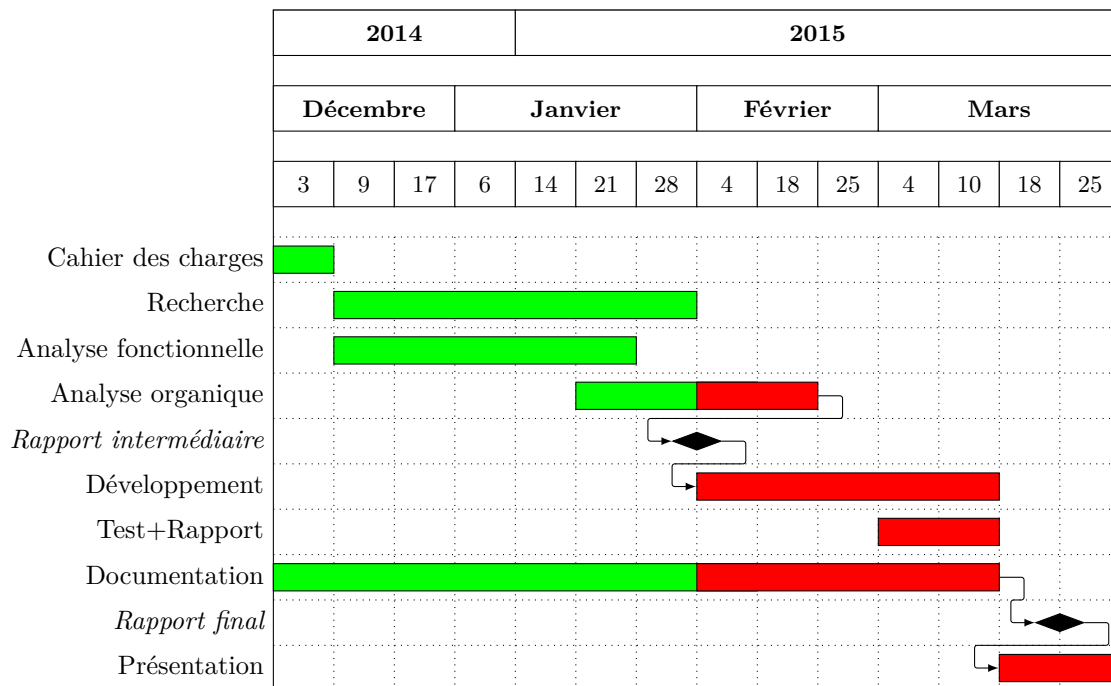 2014 2015
Décembre Janvier Février Mars
3 9 17 6 14 21 28 4 18 25 4 10 18 25
Cahier des charges
Recherche
Analyse fonctionnelle
Analyse organique
Rapport intermédiaire
Développement
Test+Rapport
Documentation
Rapport final
Présentation